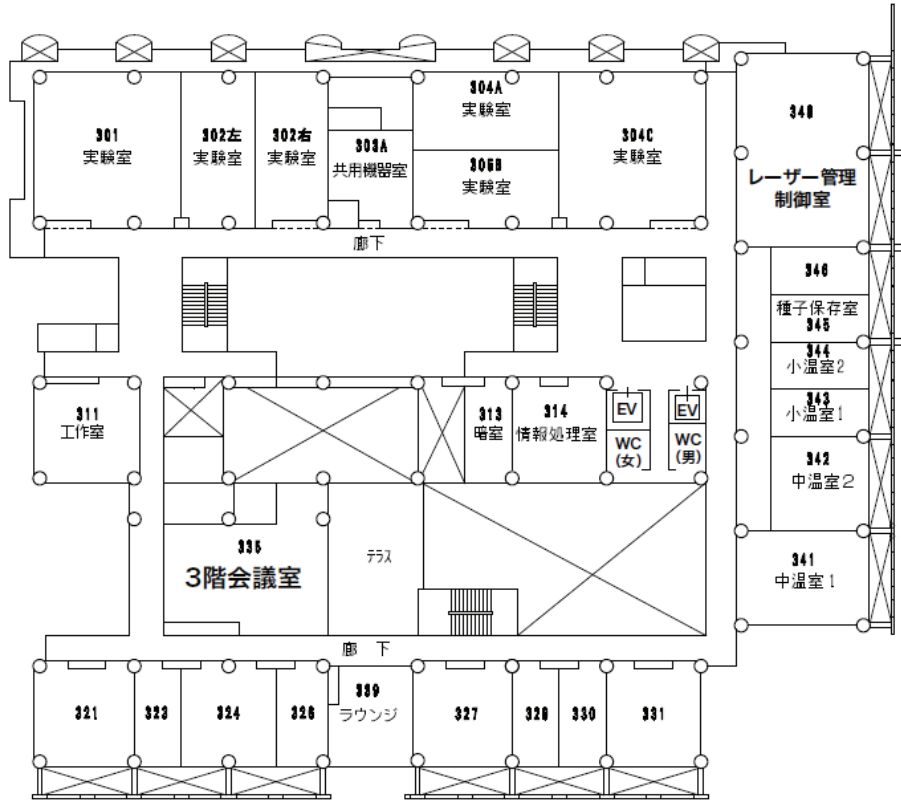 304A
実験室
301
実験室
302左
実験室
302右
実験室
303A
共用機器室
305B
実験室
304C
実験室
348
レーザー管理
制御室
廊下
346
種子保存室
345
344
小温室2
343
小温室1
342
中温室2
341
中温室1
311
工作室
313
暗室
314
情報処理室
EV
WC
(女)
EV
WC
(男)
335
3階会議室
テラス
廊下
321
323
324
326
339
ラウンジ
327
328
330
331